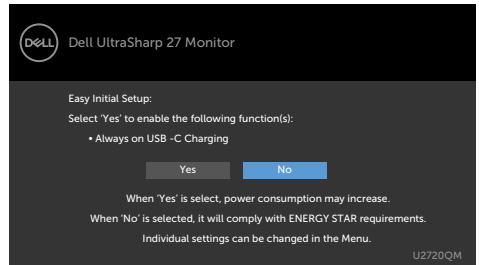 DELL Dell UltraSharp 27 Monitor
Easy Initial Setup:
Select ‘Yes’ to enable the following function(s):
• Always on USB -C Charging
Yes No
When ‘Yes’ is select, power consumption may increase.
When ‘No’ is selected, it will comply with ENERGY STAR requirements.
Individual settings can be changed in the Menu.
U2720QM